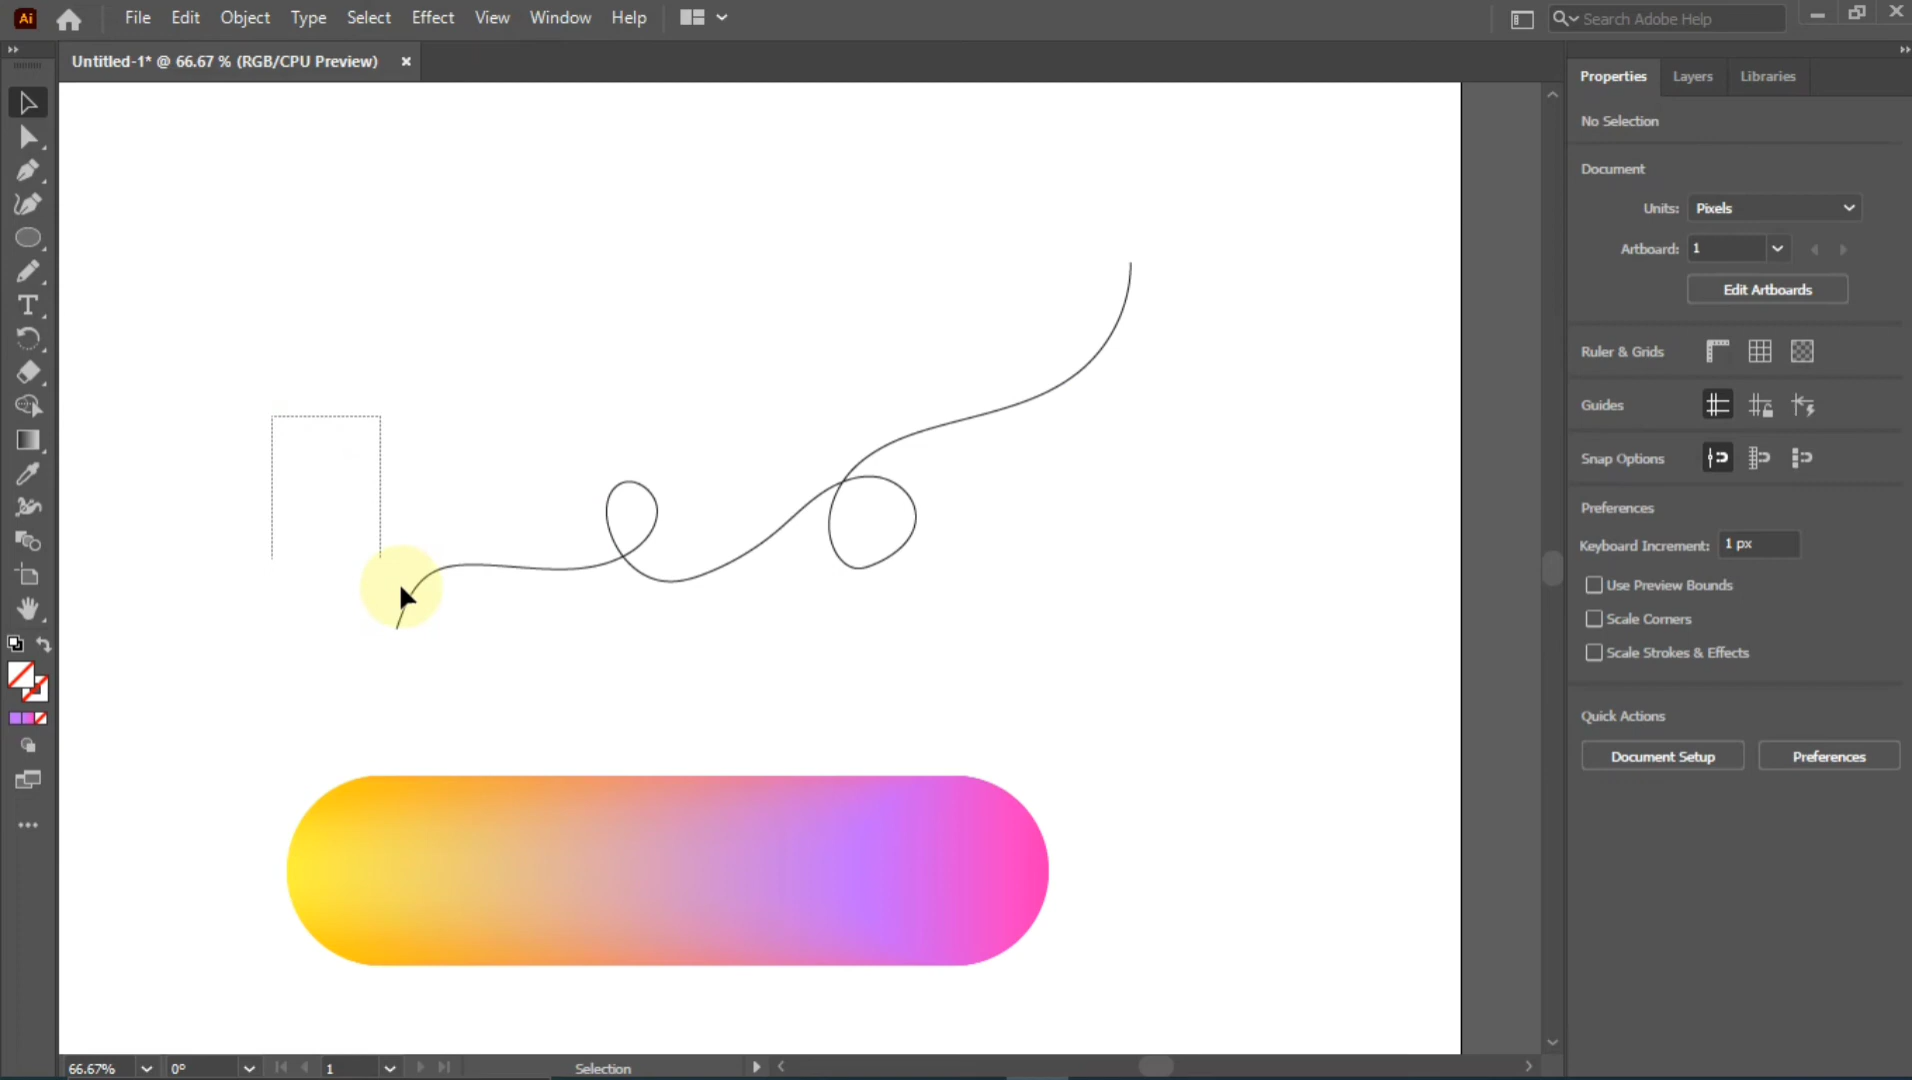 Ai File Edit Object Type Select Effect View Window Help Search Adobe Help
Untitled-1* @ 66.67 % (RGB/CPU Preview) ×
Properties Layers Libraries
No Selection
Document
Units: Pixels
Artboard: 1
Edit Artboards
Ruler & Grids
Guides
Snap Options
Preferences
Keyboard Increment: 1 px
Use Preview Bounds
Scale Corners
Scale Strokes & Effects
Quick Actions
Document Setup Preferences
66.67% 0° 1 Selection